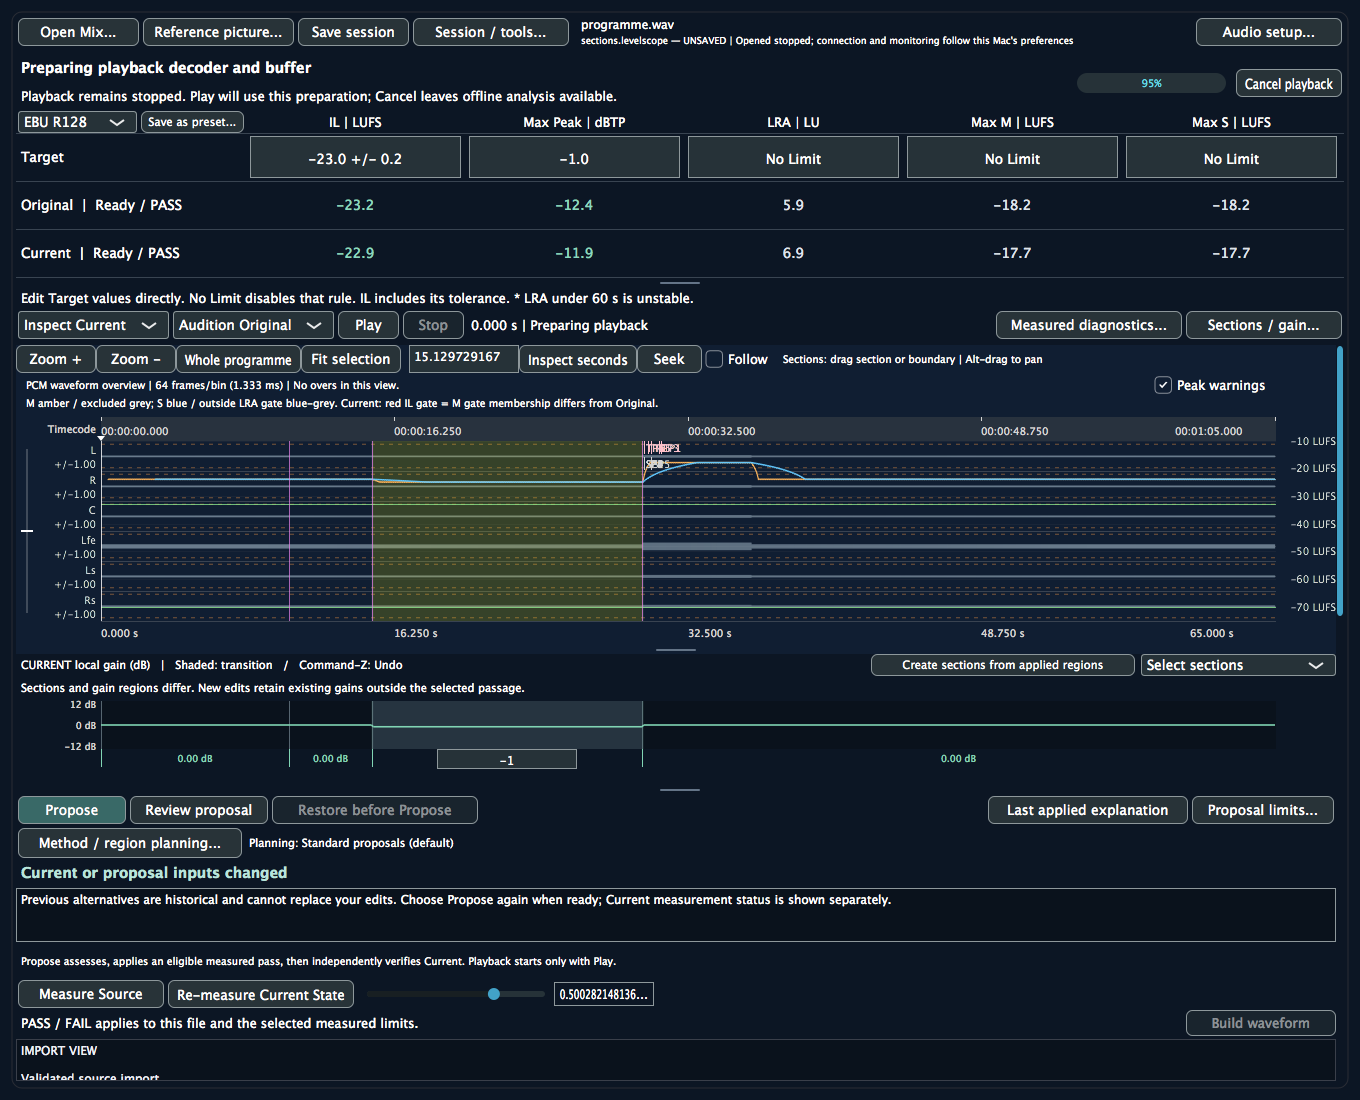 Open Mix... Reference picture... Save session Session / tools... programme.wav Audio setup...
sections.levelscope — UNSAVED | Opened stopped; connection and monitoring follow this Mac's preferences
Preparing playback decoder and buffer
95% Cancel playback
Playback remains stopped. Play will use this preparation; Cancel leaves offline analysis available.
EBU R128 Save as preset... IL | LUFS Max Peak | dBTP LRA | LU Max M | LUFS Max S | LUFS
Target -23.0 +/- 0.2 -1.0 No Limit No Limit No Limit
Original | Ready / PASS -23.2 -12.4 5.9 -18.2 -18.2
Current | Ready / PASS -22.9 -11.9 6.9 -17.7 -17.7
Edit Target values directly. No Limit disables that rule. IL includes its tolerance. * LRA under 60 s is unstable.
Inspect Current Audition Original Play Stop 0.000 s | Preparing playback Measured diagnostics... Sections / gain...
Zoom + Zoom − Whole programme Fit selection 15.129729167 Inspect seconds Seek Follow Sections: drag section or boundary | Alt-drag to pan
PCM waveform overview | 64 frames/bin (1.333 ms) | No overs in this view. Peak warnings
M amber / excluded grey; S blue / outside LRA gate blue-grey. Current: red IL gate = M gate membership differs from Original.
Timecode 00:00:00.000 00:00:16.250 00:00:32.500 00:00:48.750 00:01:05.000
L -10 LUFS
+/-1.00 -20 LUFS
R
+/-1.00 -30 LUFS
C
+/-1.00 -40 LUFS
Lfe
+/-1.00 -50 LUFS
Ls
+/-1.00 -60 LUFS
Rs
+/-1.00 -70 LUFS
0.000 s 16.250 s 32.500 s 48.750 s 65.000 s
CURRENT local gain (dB) | Shaded: transition / Command-Z: Undo Create sections from applied regions Select sections
Sections and gain regions differ. New edits retain existing gains outside the selected passage.
12 dB
0 dB
-12 dB
0.00 dB 0.00 dB -1 0.00 dB
Propose Review proposal Restore before Propose Last applied explanation Proposal limits...
Method / region planning... Planning: Standard proposals (default)
Current or proposal inputs changed
Previous alternatives are historical and cannot replace your edits. Choose Propose again when ready; Current measurement status is shown separately.
Propose assesses, applies an eligible measured pass, then independently verifies Current. Playback starts only with Play.
Measure Source Re-measure Current State 0.500282148136...
PASS / FAIL applies to this file and the selected measured limits. Build waveform
IMPORT VIEW
Validated source import